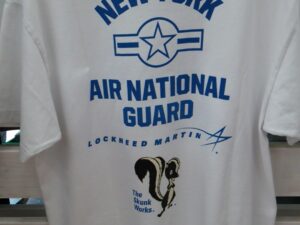 NEW YORK
AIR NATIONAL
GUARD
LOCKHEED MARTIN
The
Skunk
Works.